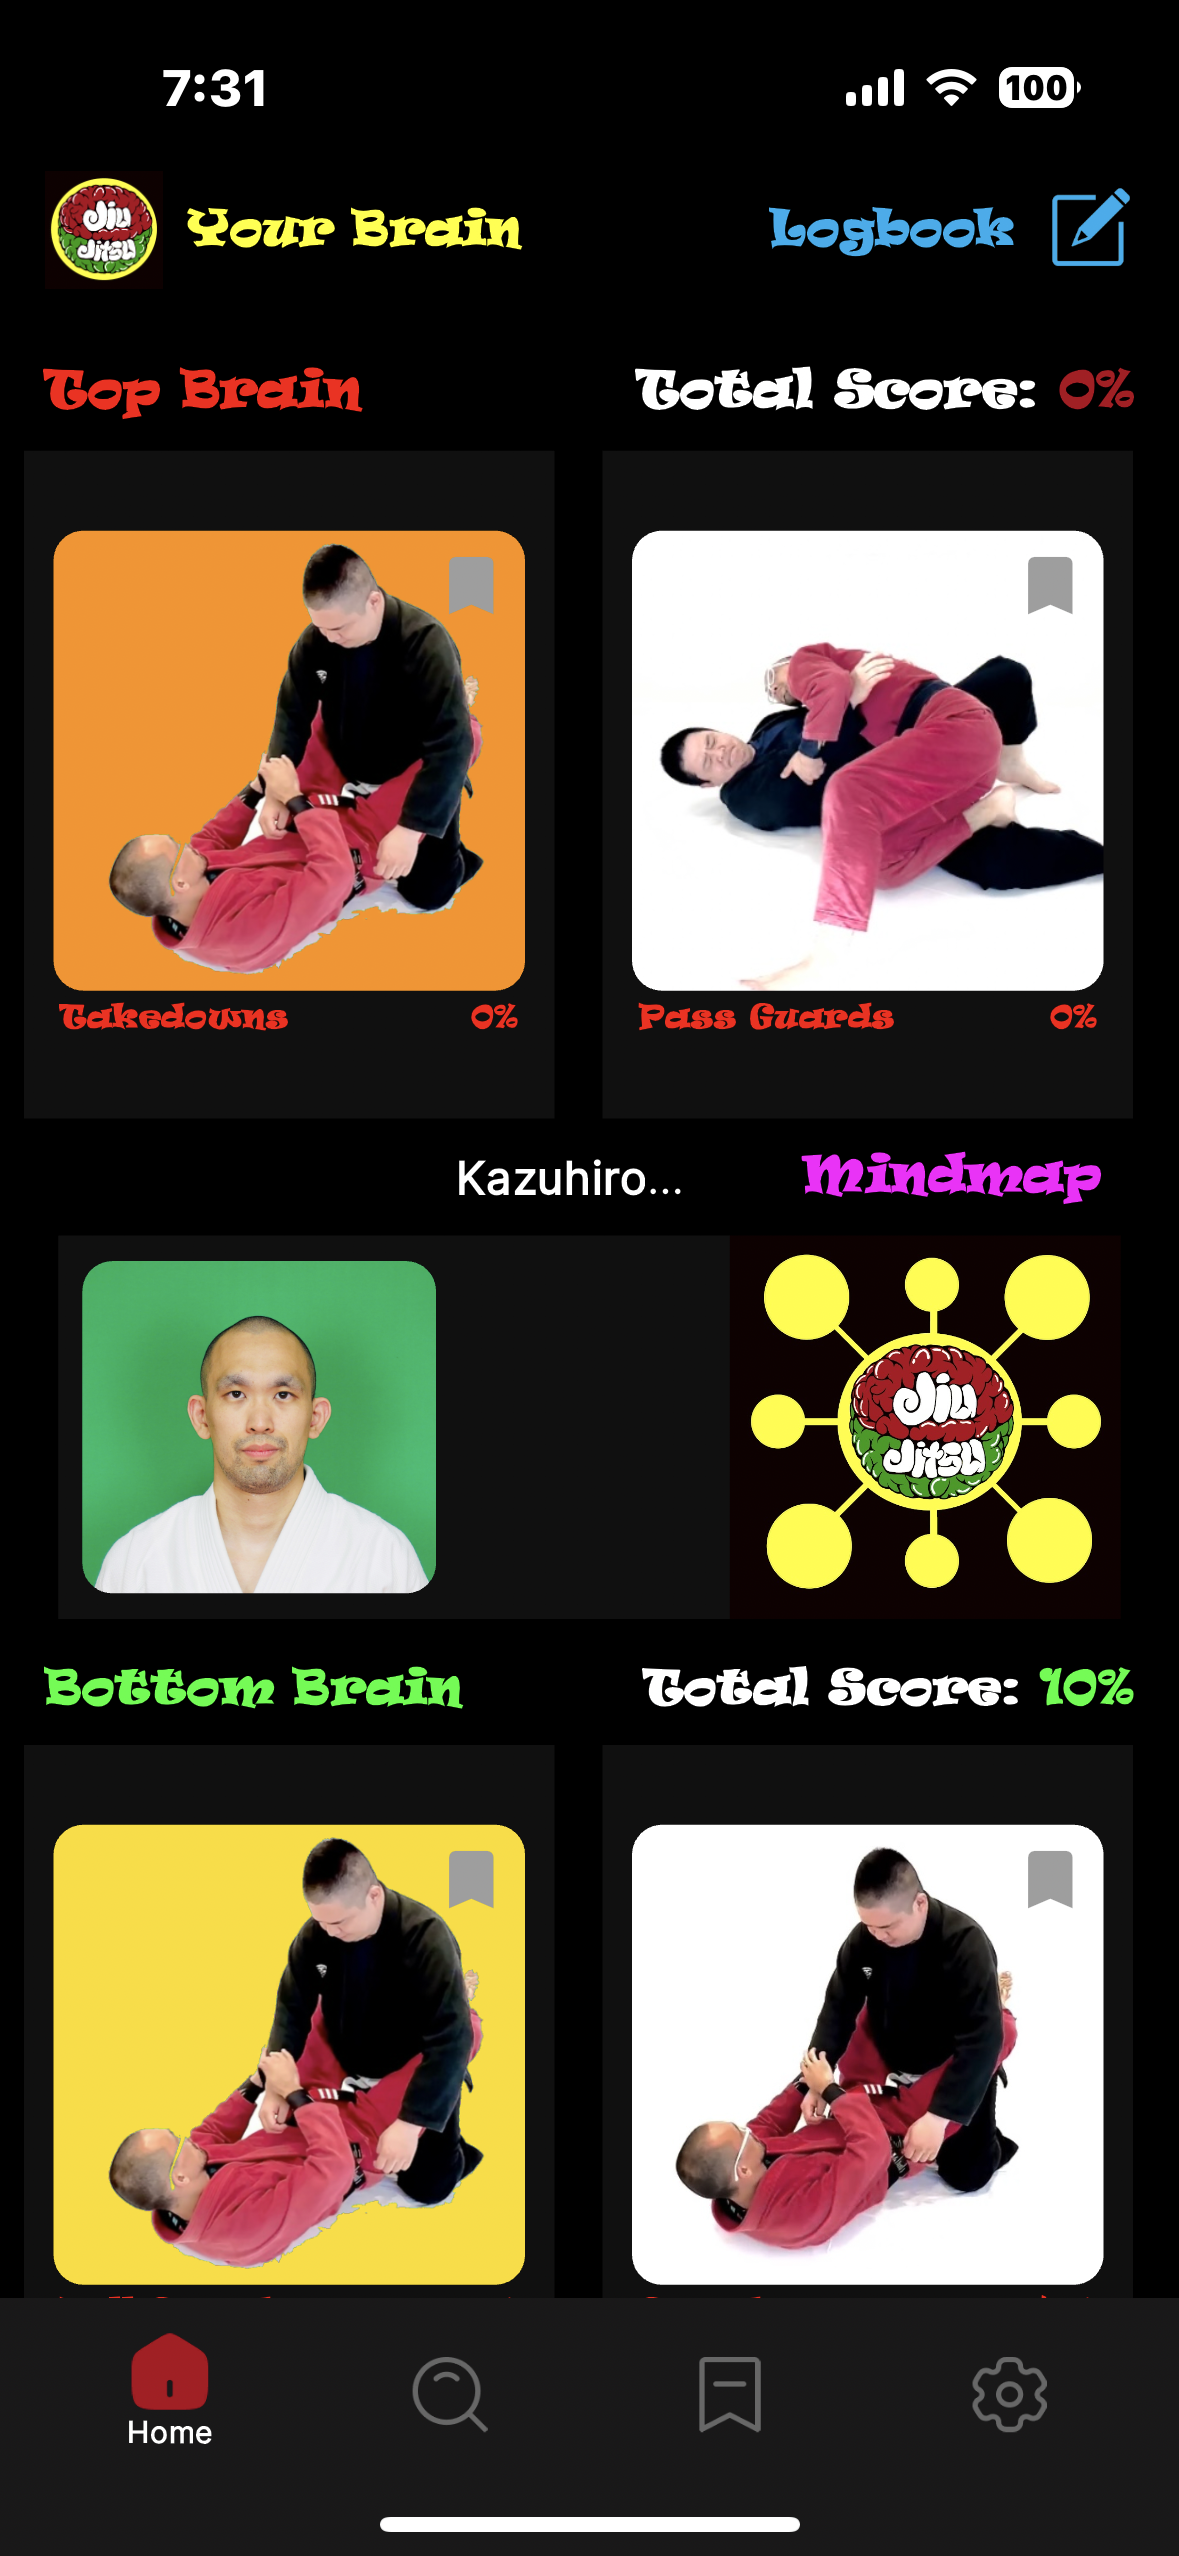 7:31
100
Jiu
Jitsu
Your Brain
Logbook
Top Brain
Total Score: 0%
Takedowns 0%
Pass Guards 0%
Kazuhiro...
Mindmap
Jiu
Jitsu
Bottom Brain
Total Score: 10%
Home